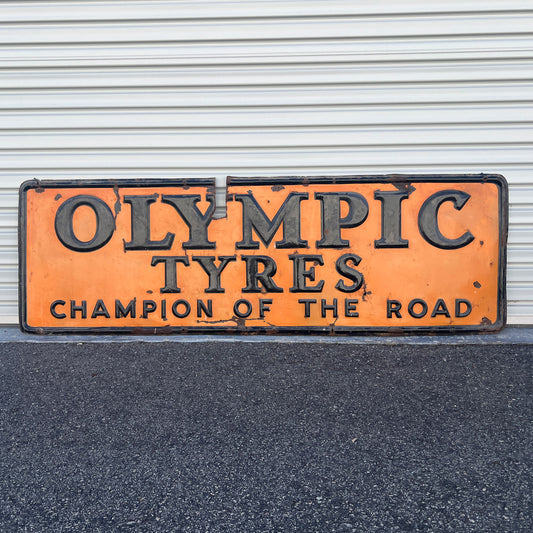 OLYMPIC
TYRES
CHAMPION OF THE ROAD